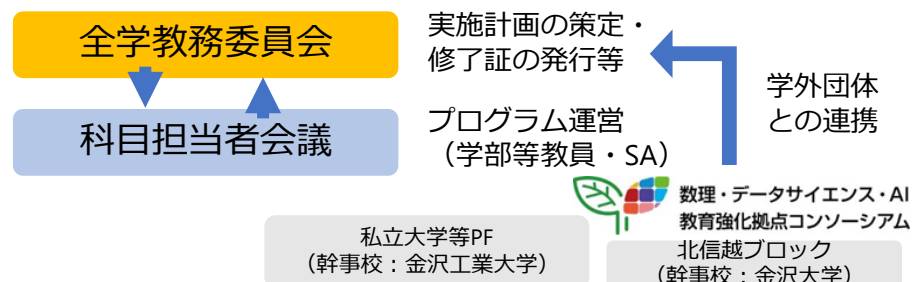 全学教務委員会
実施計画の策定・
修了証の発行等
学外団体
との連携
科目担当者会議
プログラム運営
（学部等教員・SA）
数理・データサイエンス・AI
教育強化拠点コンソーシアム
私立大学等PF
（幹事校：金沢工業大学）
北信越ブロック
（幹事校：金沢大学）